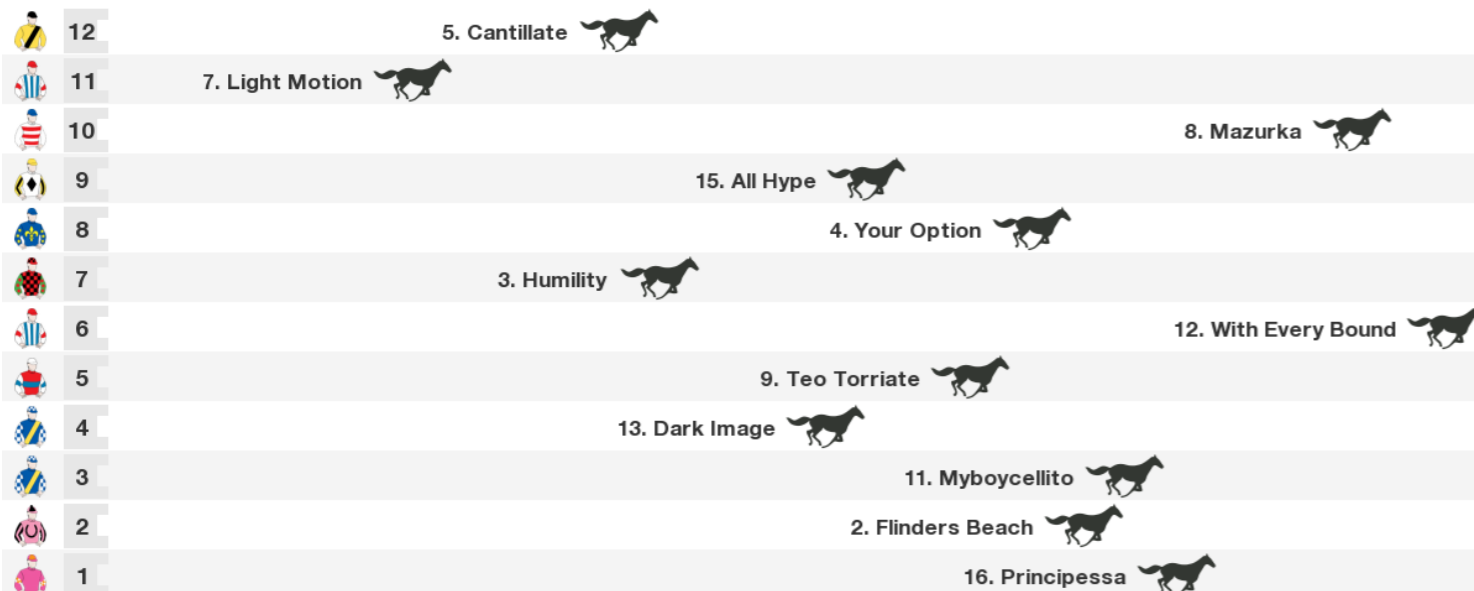 12 5. Cantillate
11 7. Light Motion
10 8. Mazurka
9 15. All Hype
8 4. Your Option
7 3. Humility
6 12. With Every Bound
5 9. Teo Torriate
4 13. Dark Image
3 11. Myboycellito
2 2. Flinders Beach
1 16. Principessa